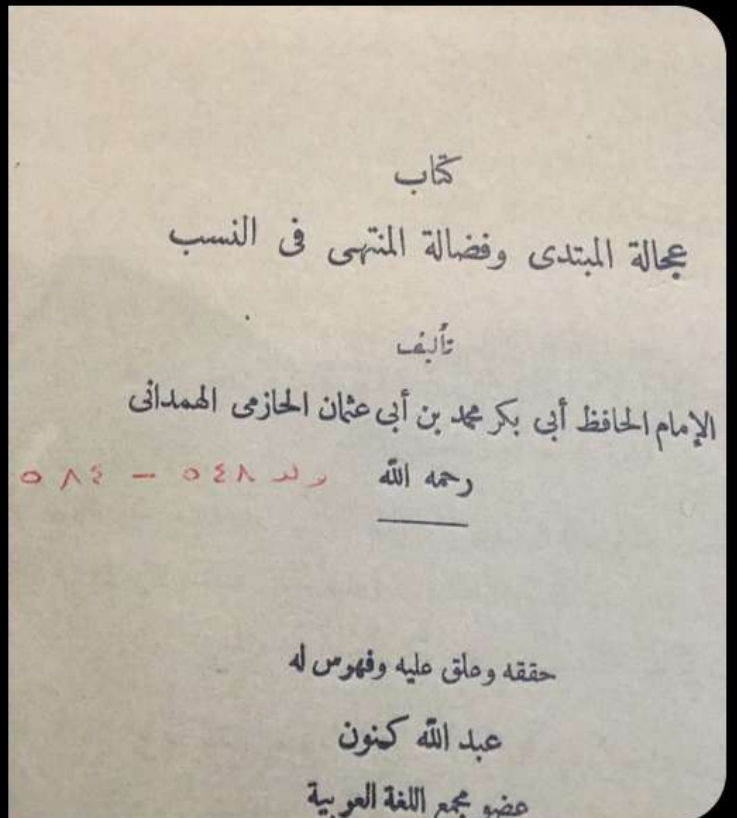 كتاب
عجالة المبتدى وفضالة المنتهى فى النسب
تأليف
الإمام الحافظ أبى بكر محمد بن أبى عثمان الحازمى الهمدانى
رحمه الله ولد ٥٤٨ - ٥٨٤
حققه وعلق عليه وفهرس له
عبد الله كنون
عضو مجمع اللغة العربية